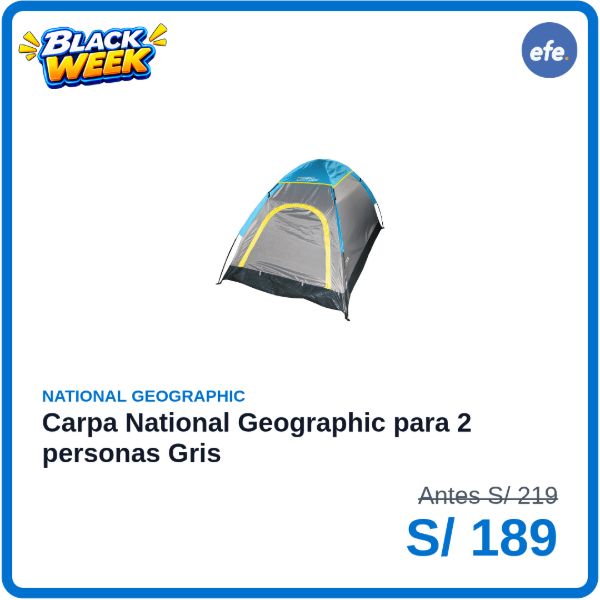 BLACK
WEEK
efe.
NATIONAL GEOGRAPHIC
Carpa National Geographic para 2
personas Gris
Antes S/ 219
S/ 189